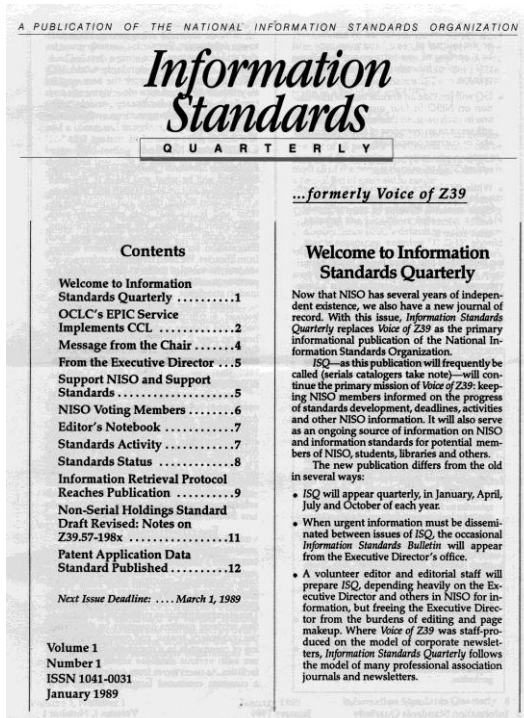 A PUBLICATION OF THE NATIONAL INFORMATION STANDARDS ORGANIZATION
Information
Standards
QUARTERLY
...formerly Voice of Z39
Contents
Welcome to Information
Standards Quarterly ..........1
OCLC's EPIC Service
Implements CCL .............2
Message from the Chair .......4
From the Executive Director ...5
Support NISO and Support
Standards .....................5
NISO Voting Members ........6
Editor's Notebook ............7
Standards Activity ............7
Standards Status .............8
Information Retrieval Protocol
Reaches Publication ..........9
Non-Serial Holdings Standard
Draft Revised: Notes on
Z39.57-198x .................11
Patent Application Data
Standard Published ..........12
Next Issue Deadline: ....March 1, 1989
Volume 1
Number 1
ISSN 1041-0031
January 1989
Welcome to Information
Standards Quarterly
Now that NISO has several years of indepen-
dent existence, we also have a new journal of
record. With this issue, Information Standards
Quarterly replaces Voice of Z39 as the primary
informational publication of the National In-
formation Standards Organization.
ISQ—as this publication will frequently be
called (serials catalogers take note)—will con-
tinue the primary mission of Voice of Z39: keep-
ing NISO members informed on the progress
of standards development, deadlines, activities
and other NISO information. It will also serve
as an ongoing source of information on NISO
and information standards for potential mem-
bers of NISO, students, libraries and others.
The new publication differs from the old
in several ways:
• ISQ will appear quarterly, in January, April,
July and October of each year.
• When urgent information must be dissemi-
nated between issues of ISQ, the occasional
Information Standards Bulletin will appear
from the Executive Director's office.
• A volunteer editor and editorial staff will
prepare ISQ, depending heavily on the Ex-
ecutive Director and others in NISO for in-
formation, but freeing the Executive Direc-
tor from the burdens of editing and page
makeup. Where Voice of Z39 was staff-pro-
duced on the model of corporate newslet-
ters, Information Standards Quarterly follows
the model of many professional association
journals and newsletters.